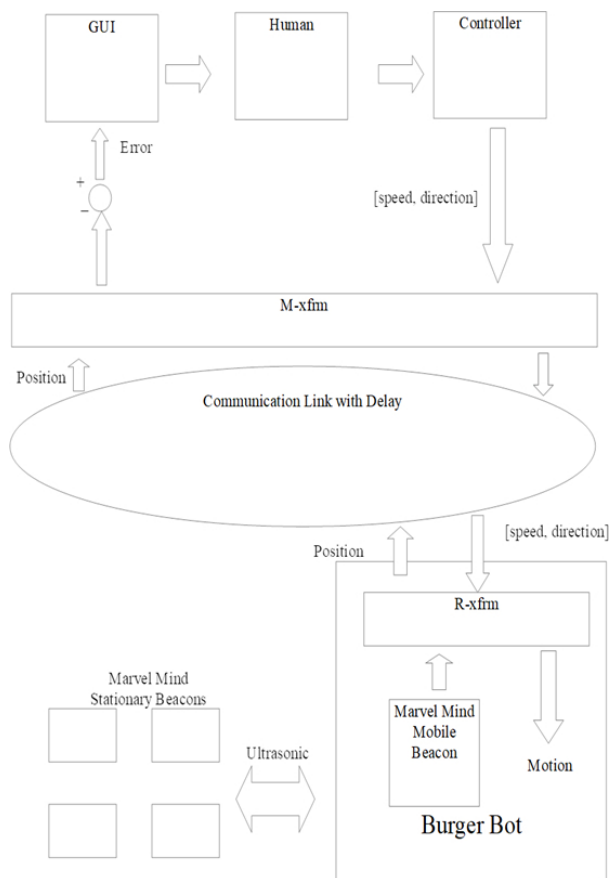 GUI
Human
Controller
Error
+
−
[speed, direction]
M-xfrm
Position
Communication Link with Delay
Position
[speed, direction]
R-xfrm
Marvel Mind
Stationary Beacons
Ultrasonic
Marvel Mind
Mobile
Beacon
Motion
Burger Bot